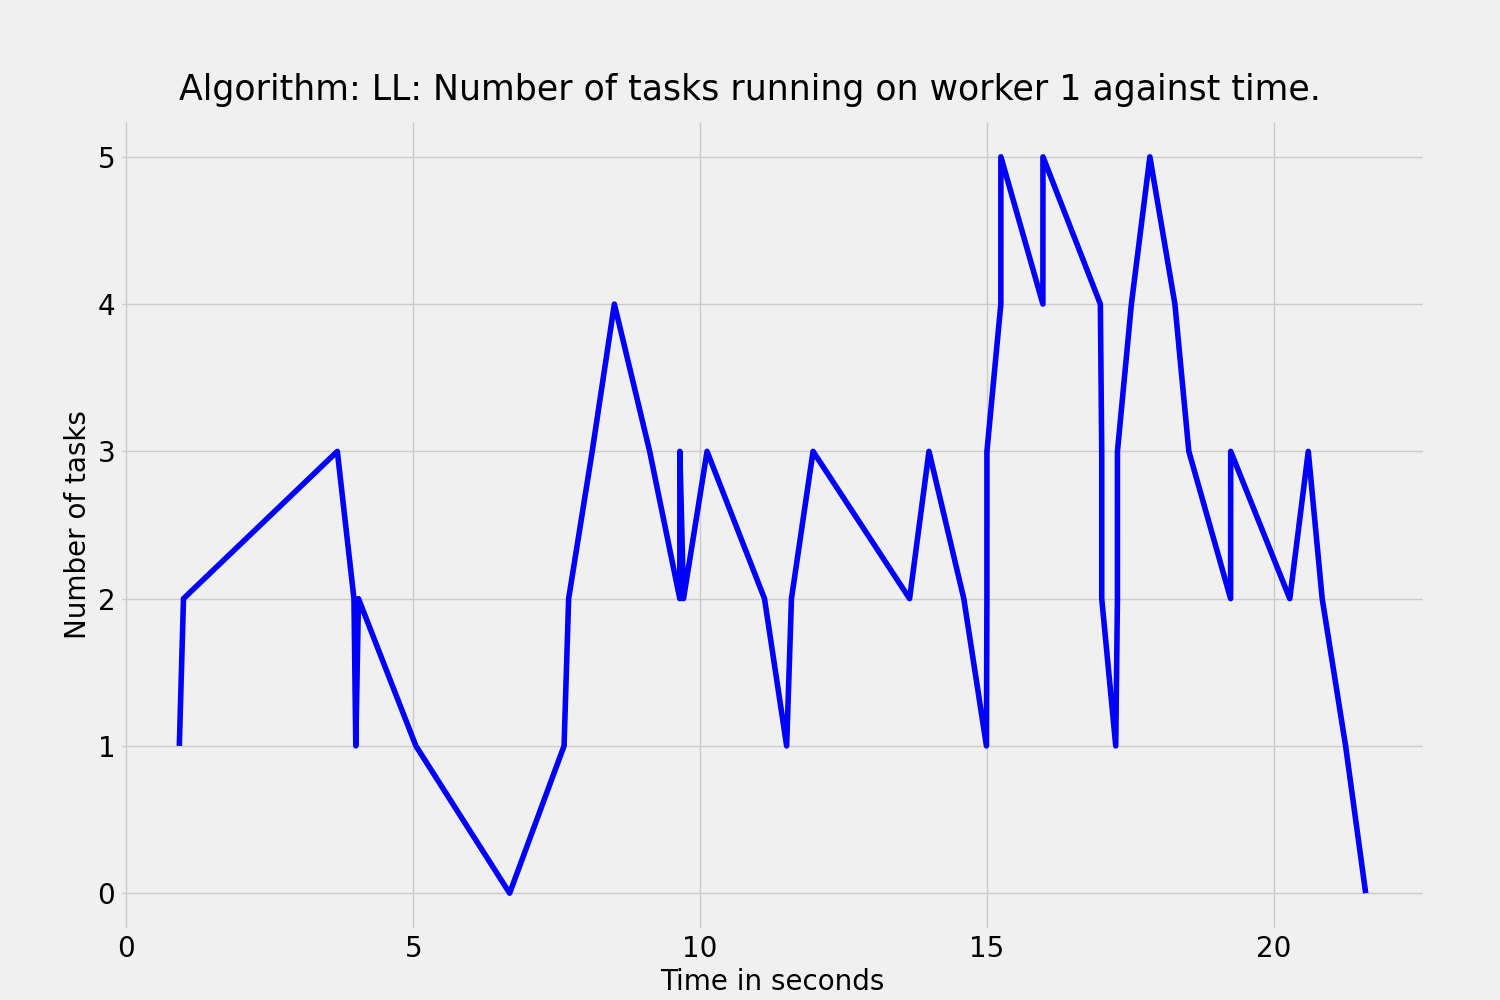 Algorithm: LL: Number of tasks running on worker 1 against time.
5
4
3
2
1
0
Number of tasks
0 5 10 15 20
Time in seconds